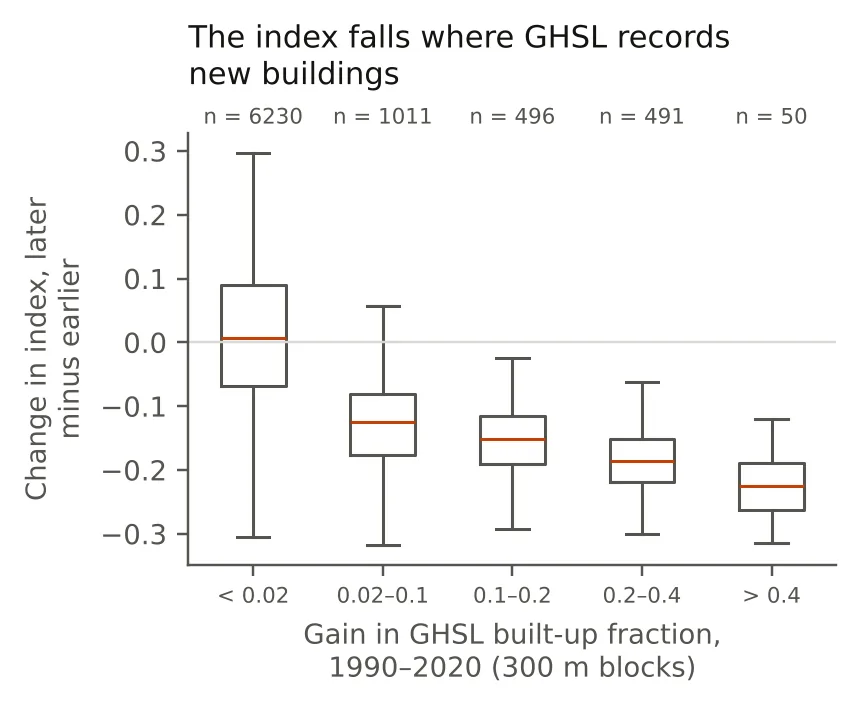 The index falls where GHSL records
new buildings
n = 6230 n = 1011 n = 496 n = 491 n = 50
Change in index, later
minus earlier
0.3
0.2
0.1
0.0
−0.1
−0.2
−0.3
< 0.02 0.02–0.1 0.1–0.2 0.2–0.4 > 0.4
Gain in GHSL built-up fraction,
1990–2020 (300 m blocks)